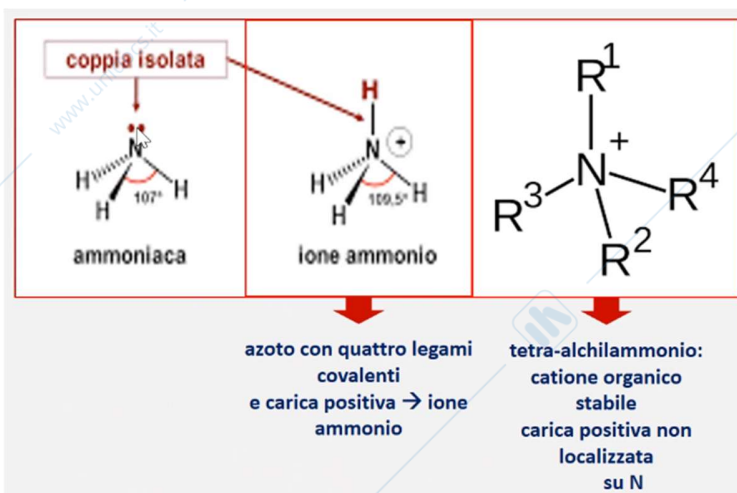 coppia isolata
N
H
H
H
107°
ammoniaca
H
N +
H
H
H
109,5°
ione ammonio
R1
N+
R3
R4
R2
azoto con quattro legami
covalenti
e carica positiva → ione
ammonio
tetra-alchilammonio:
catione organico
stabile
carica positiva non
localizzata
su N